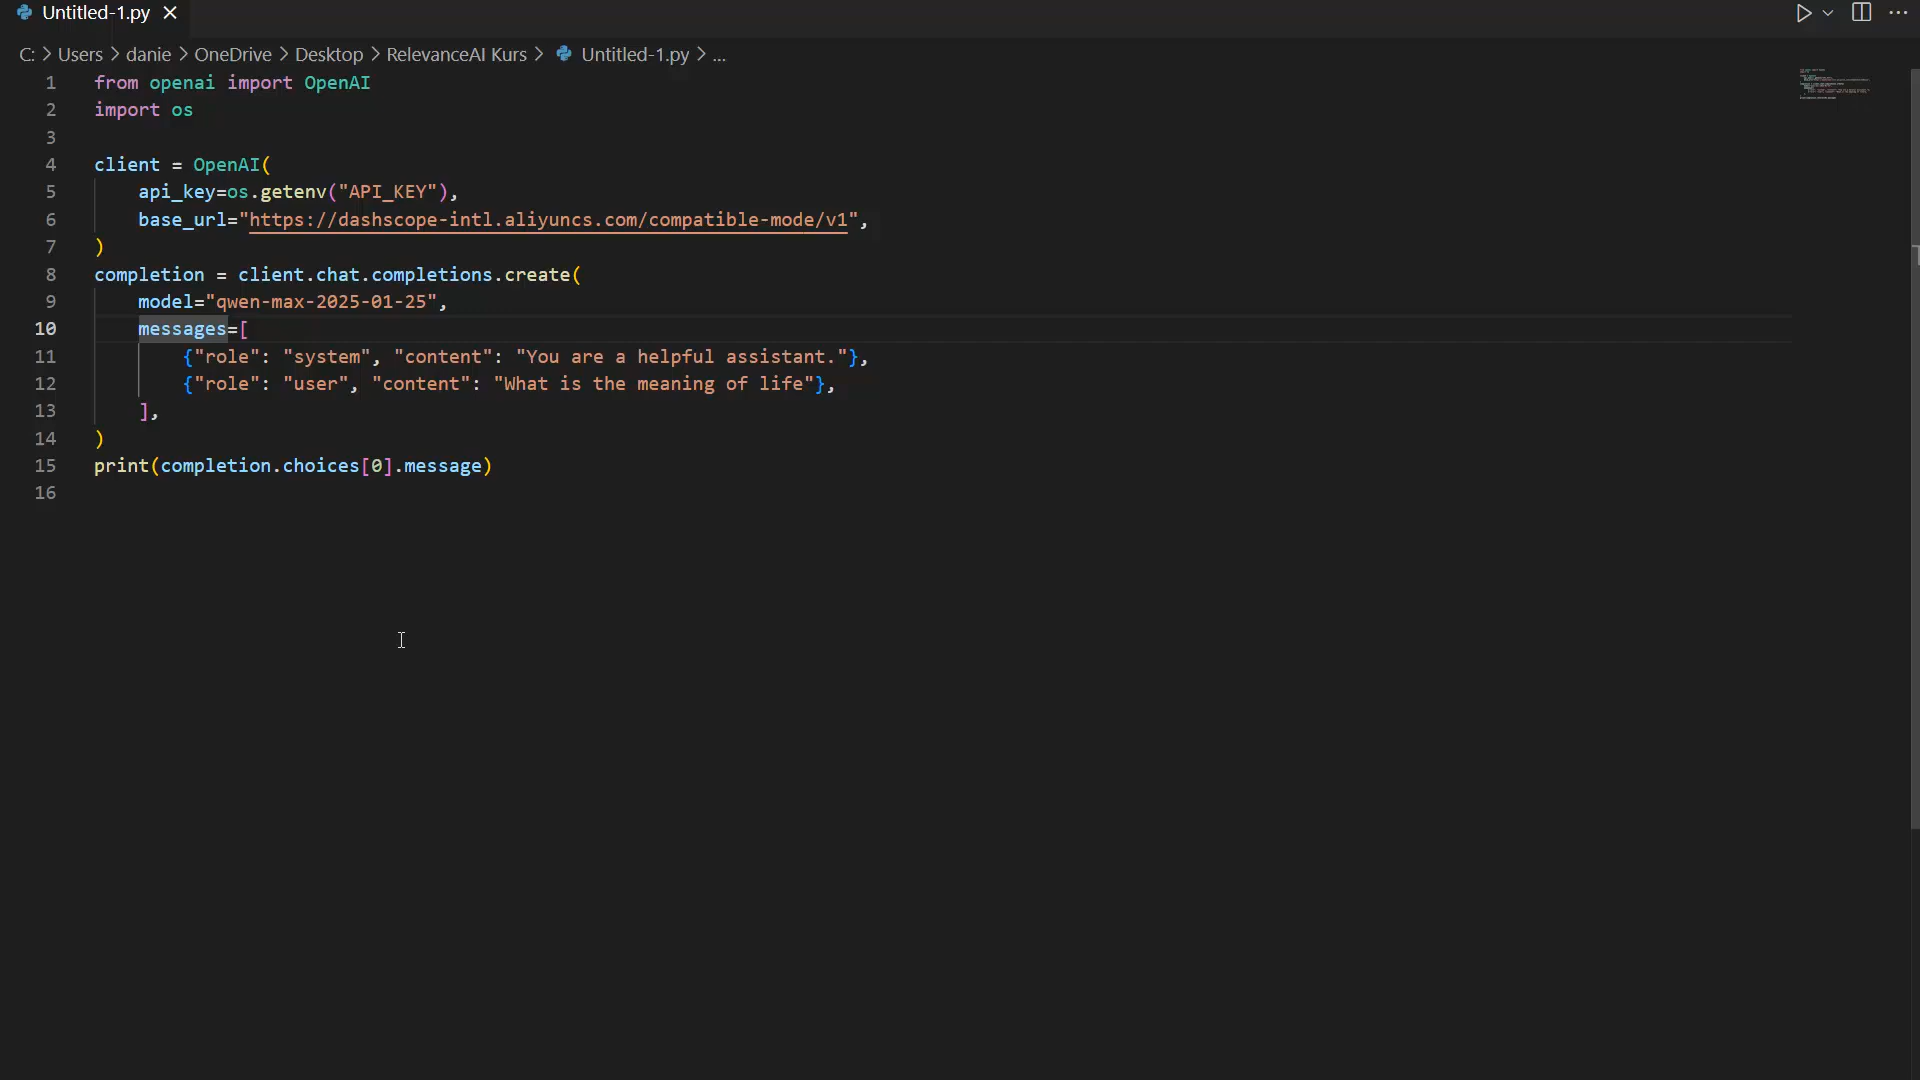 Untitled-1.py
C: > Users > danie > OneDrive > Desktop > RelevanceAI Kurs > Untitled-1.py > ...
1 from openai import OpenAI
2 import os
3
4 client = OpenAI(
5     api_key=os.getenv("API_KEY"),
6     base_url="https://dashscope-intl.aliyuncs.com/compatible-mode/v1",
7 )
8 completion = client.chat.completions.create(
9     model="qwen-max-2025-01-25",
10     messages=[
11         {"role": "system", "content": "You are a helpful assistant."},
12         {"role": "user", "content": "What is the meaning of life"},
13     ],
14 )
15 print(completion.choices[0].message)
16